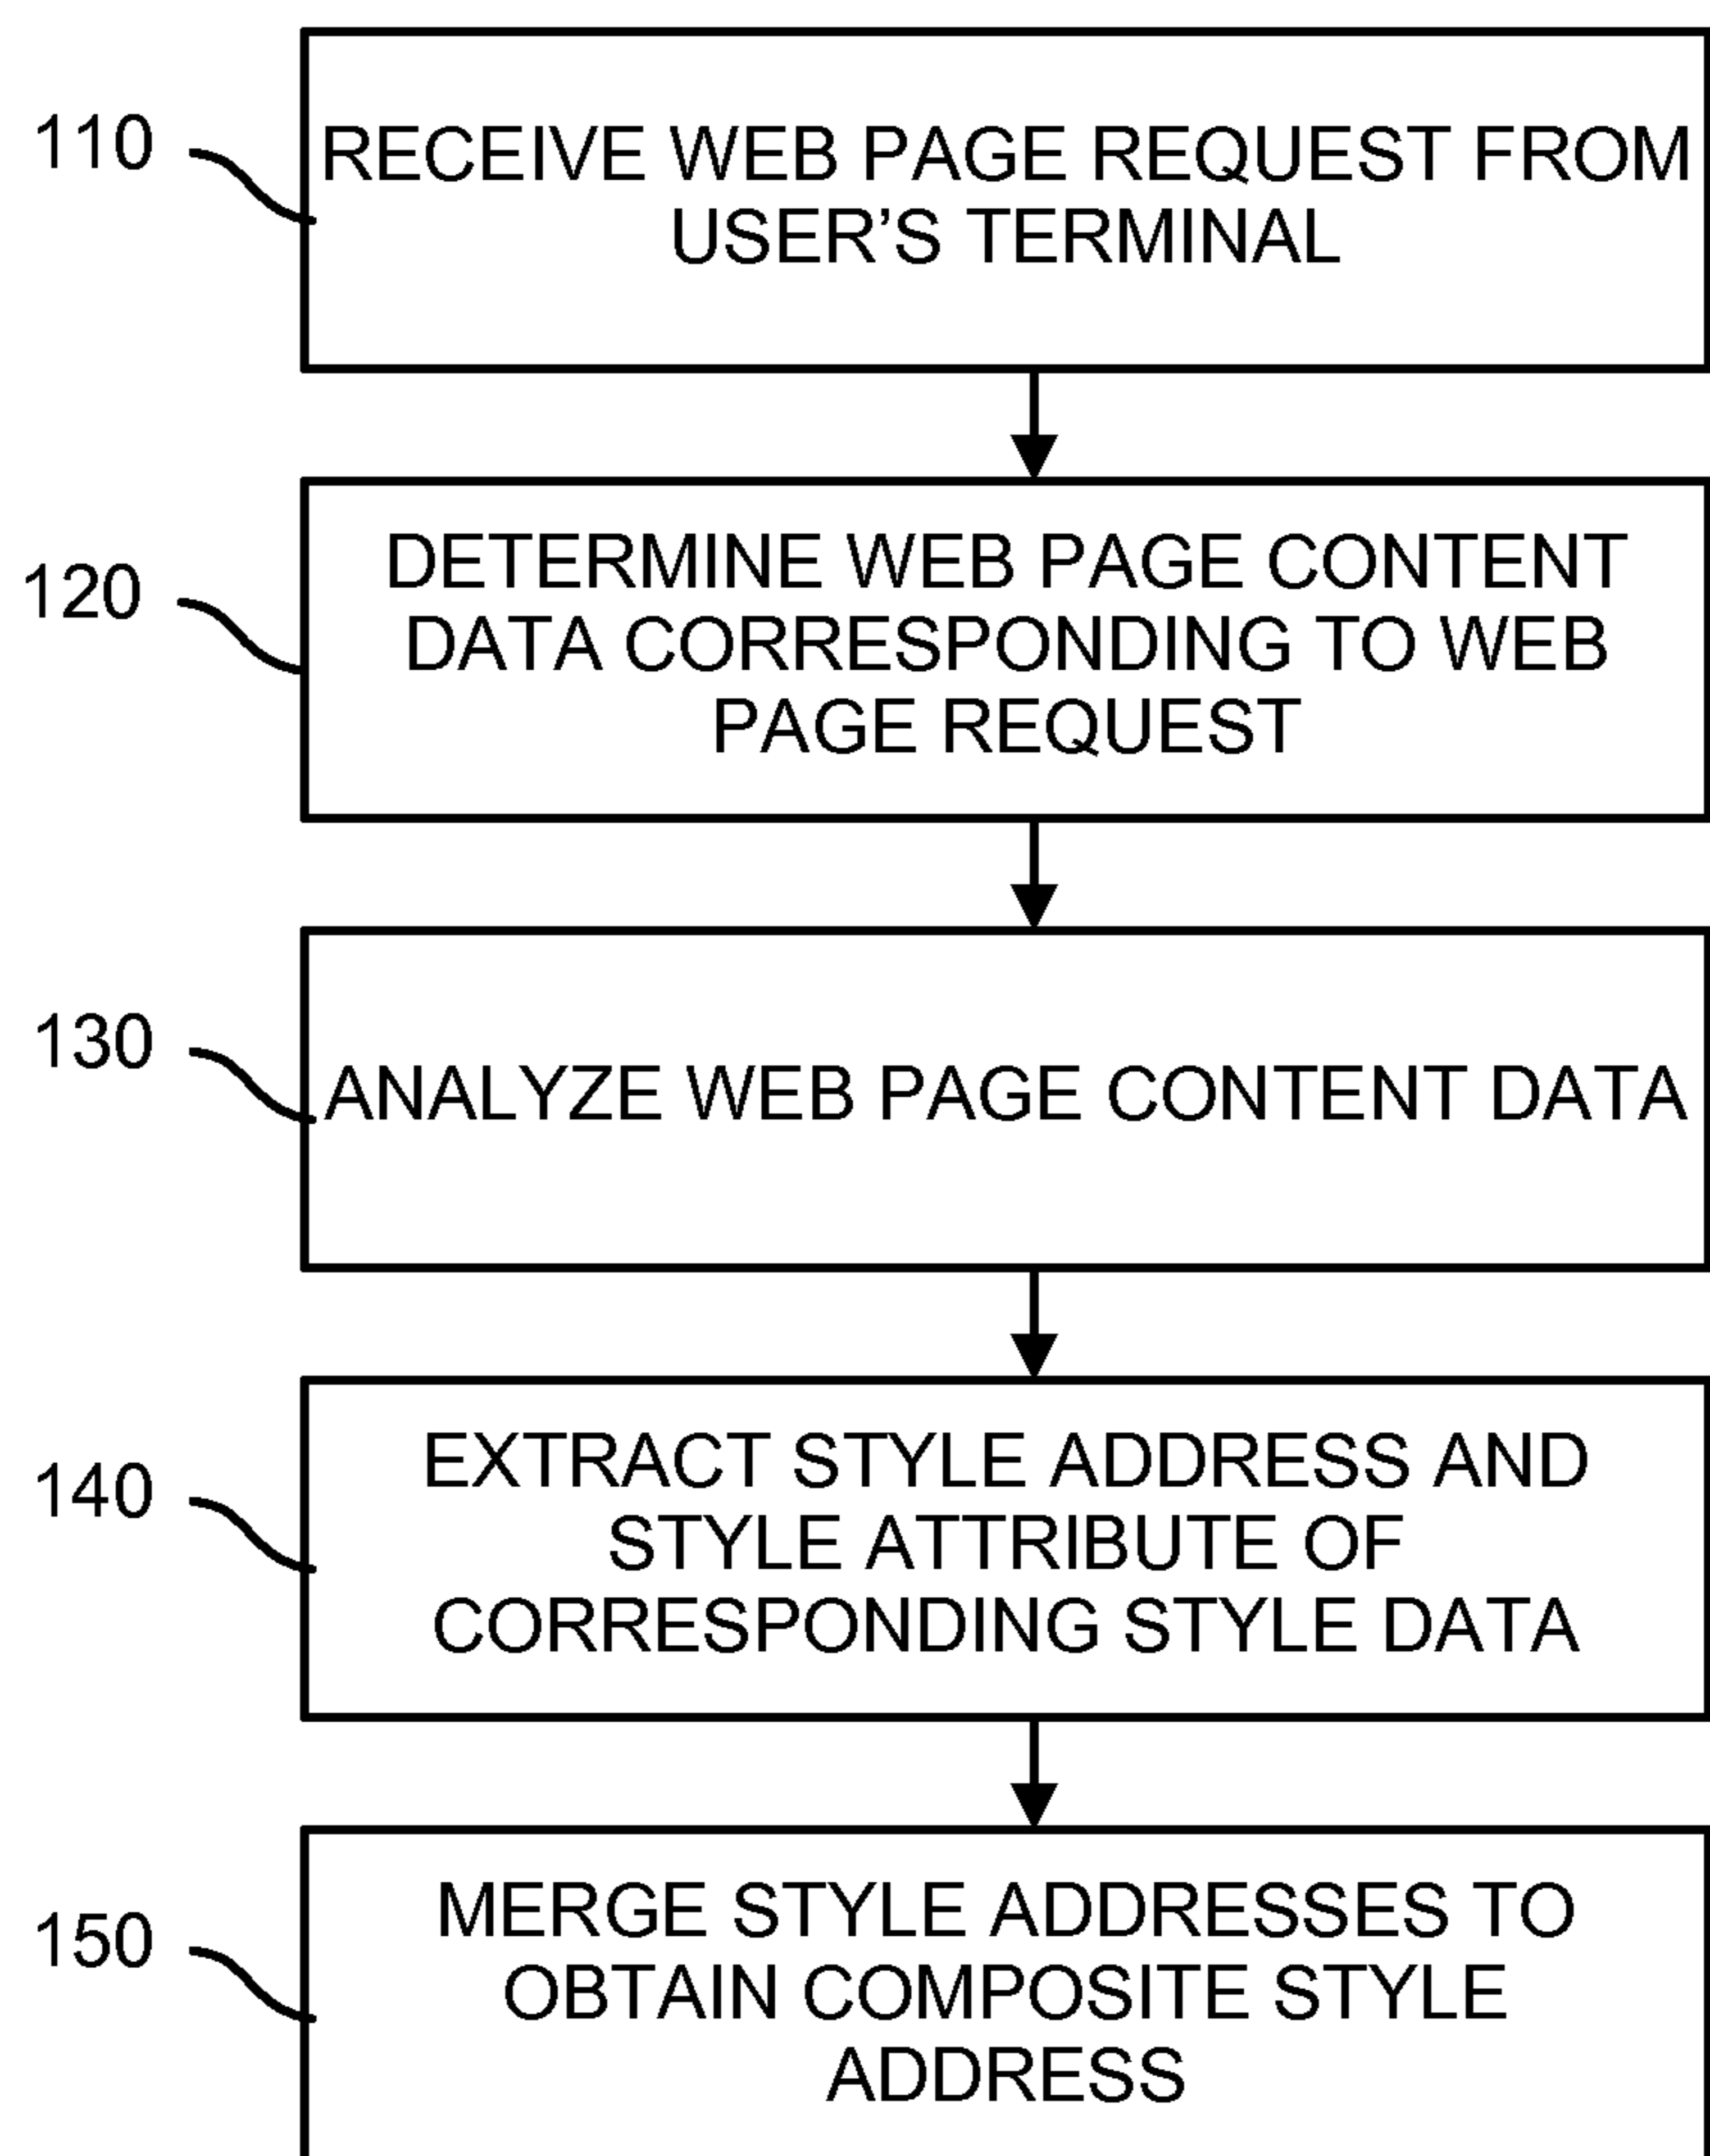 110
RECEIVE WEB PAGE REQUEST FROM
USER’S TERMINAL
120
DETERMINE WEB PAGE CONTENT
DATA CORRESPONDING TO WEB
PAGE REQUEST
130
ANALYZE WEB PAGE CONTENT DATA
140
EXTRACT STYLE ADDRESS AND
STYLE ATTRIBUTE OF
CORRESPONDING STYLE DATA
150
MERGE STYLE ADDRESSES TO
OBTAIN COMPOSITE STYLE
ADDRESS